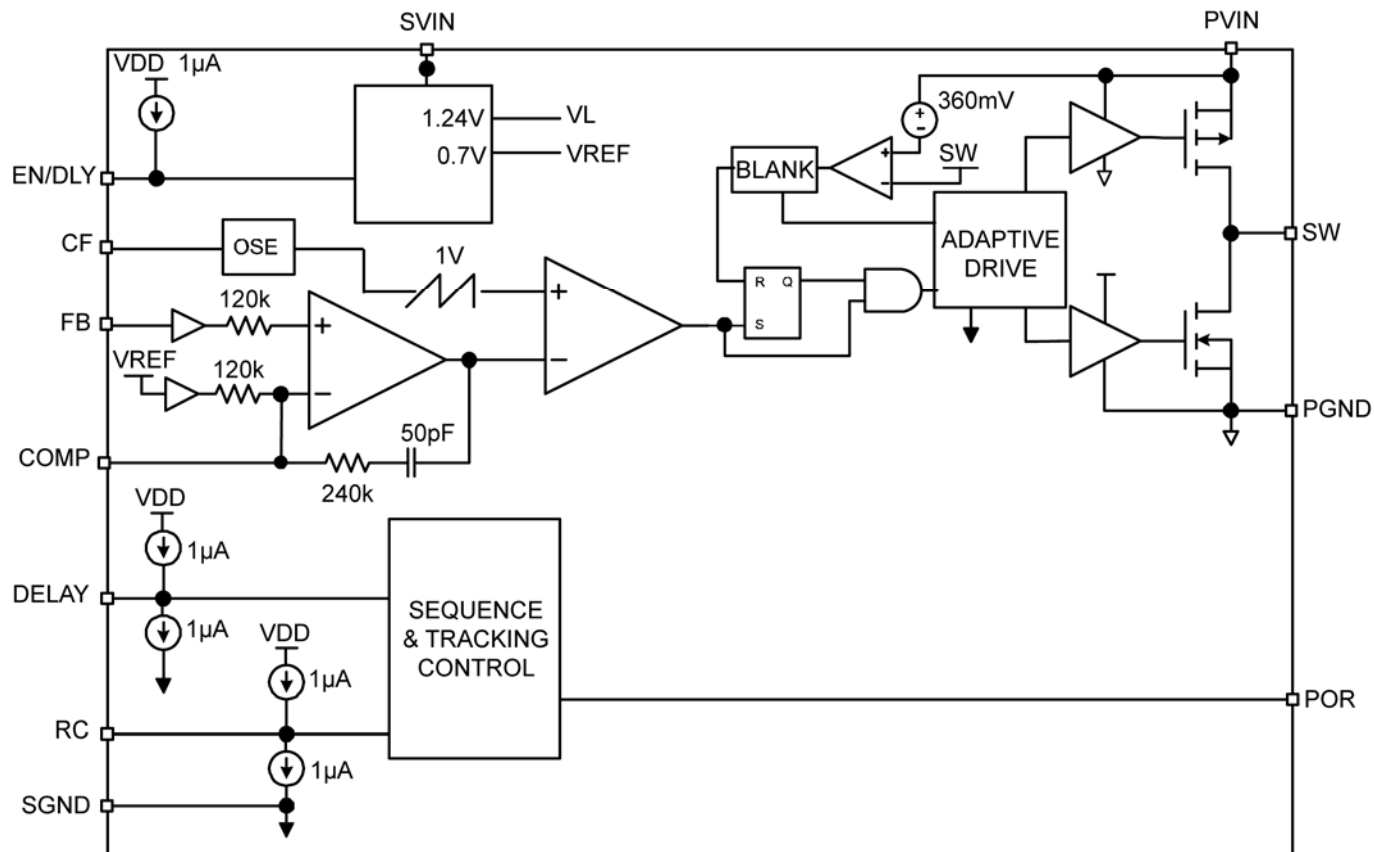 SVIN
PVIN
VDD 1µA
360mV
1.24V
VL
0.7V
VREF
SW
BLANK
EN/DLY
CF
OSE
1V
ADAPTIVE
DRIVE
SW
R Q
S
120k
+
+
FB
VREF
120k
−
−
PGND
COMP
50pF
240k
VDD
1µA
DELAY
1µA
VDD
SEQUENCE
& TRACKING
CONTROL
1µA
RC
POR
1µA
SGND